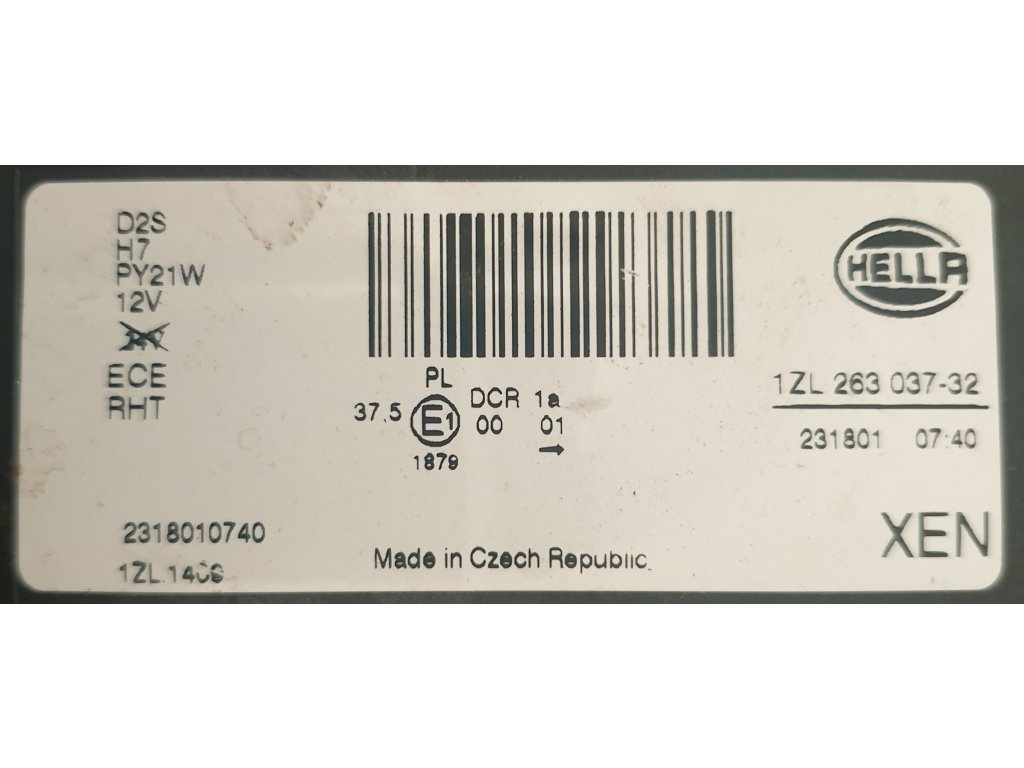 D2S
H7
PY21W
12V
ECE
RHT
PL
37,5 E1 DCR 1a
00 01
→
1879
HELLA
1ZL 263 037-32
231801 07:40
XEN
2318010740
Made in Czech Republic